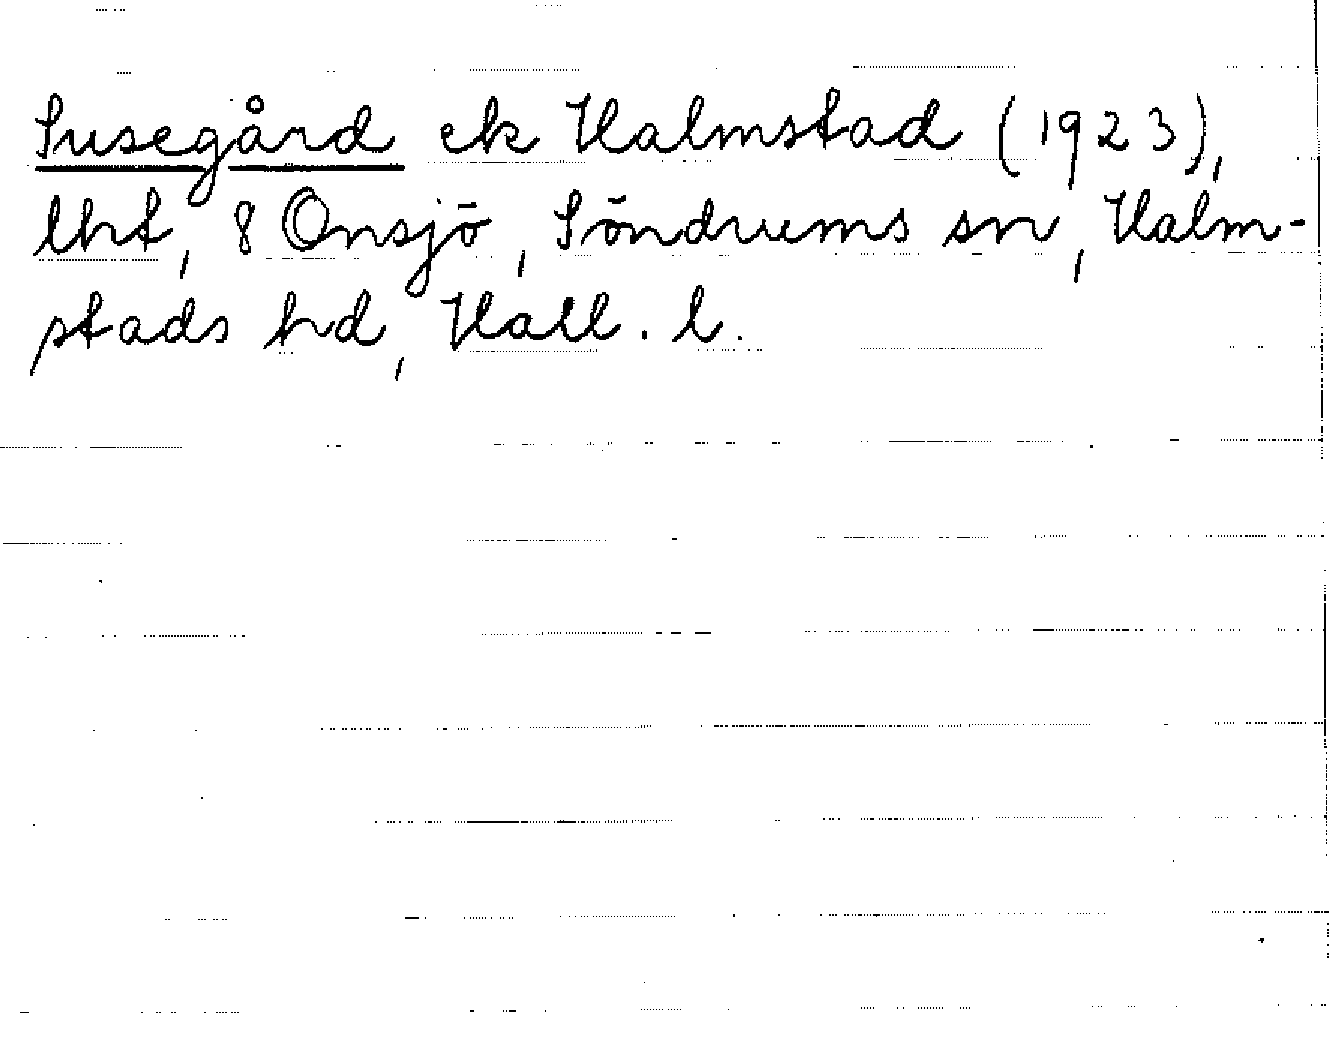 Susegård ek Halmstad (1923),
lht, 8 Onsjö, Söndrums sn, Halm-
stads hd, Hall. l.